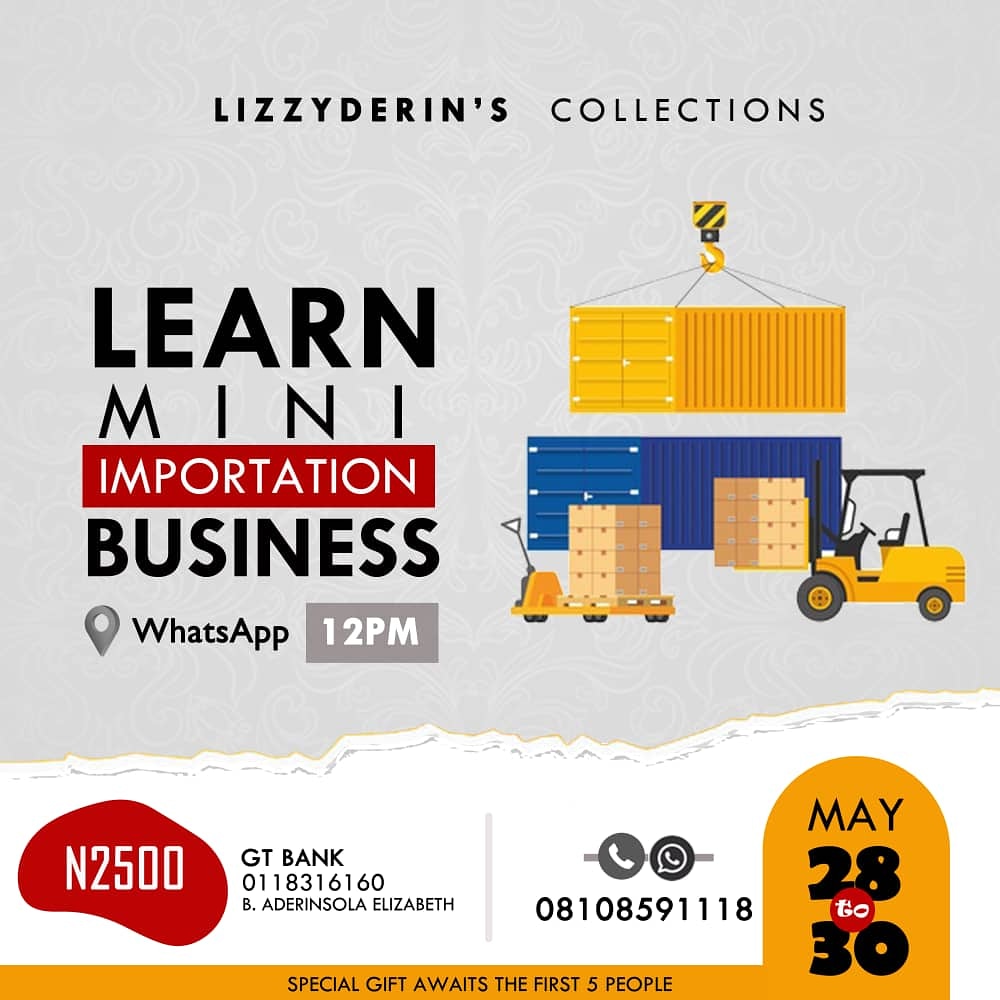 LIZZYDERIN'S COLLECTIONS
LEARN
MINI
IMPORTATION
BUSINESS
WhatsApp 12PM
N2500
GT BANK
0118316160
B. ADERINSOLA ELIZABETH
08108591118
MAY
28
to
30
SPECIAL GIFT AWAITS THE FIRST 5 PEOPLE